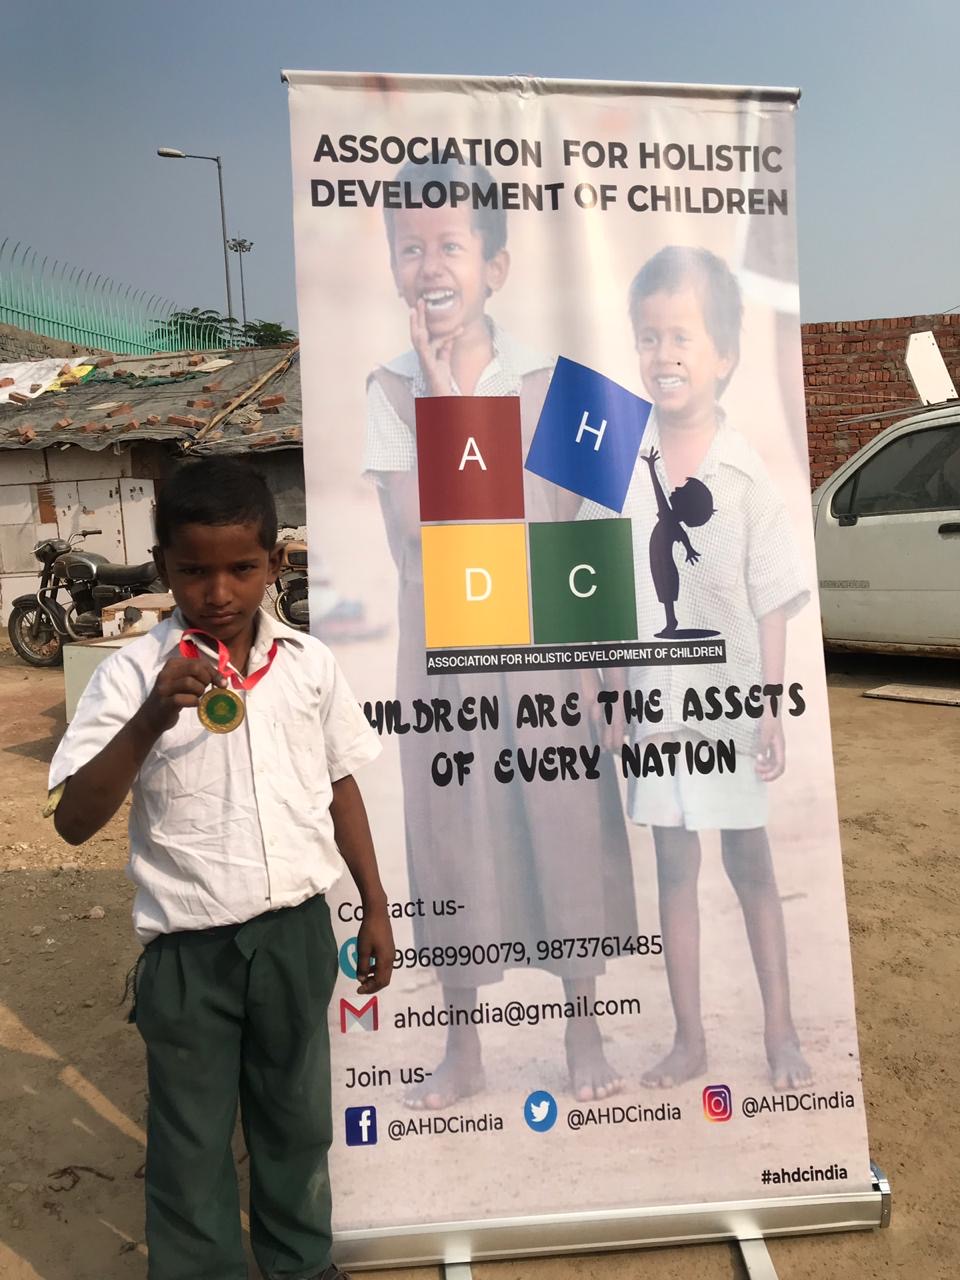 ASSOCIATION FOR HOLISTIC
DEVELOPMENT OF CHILDREN
A
H
D
C
ASSOCIATION FOR HOLISTIC DEVELOPMENT OF CHILDREN
HILDREN ARE THE ASSETS
OF EVERY NATION
Contact us-
9968990079, 9873761485
ahdcindia@gmail.com
Join us-
@AHDCindia
@AHDCindia
@AHDCindia
#ahdcindia